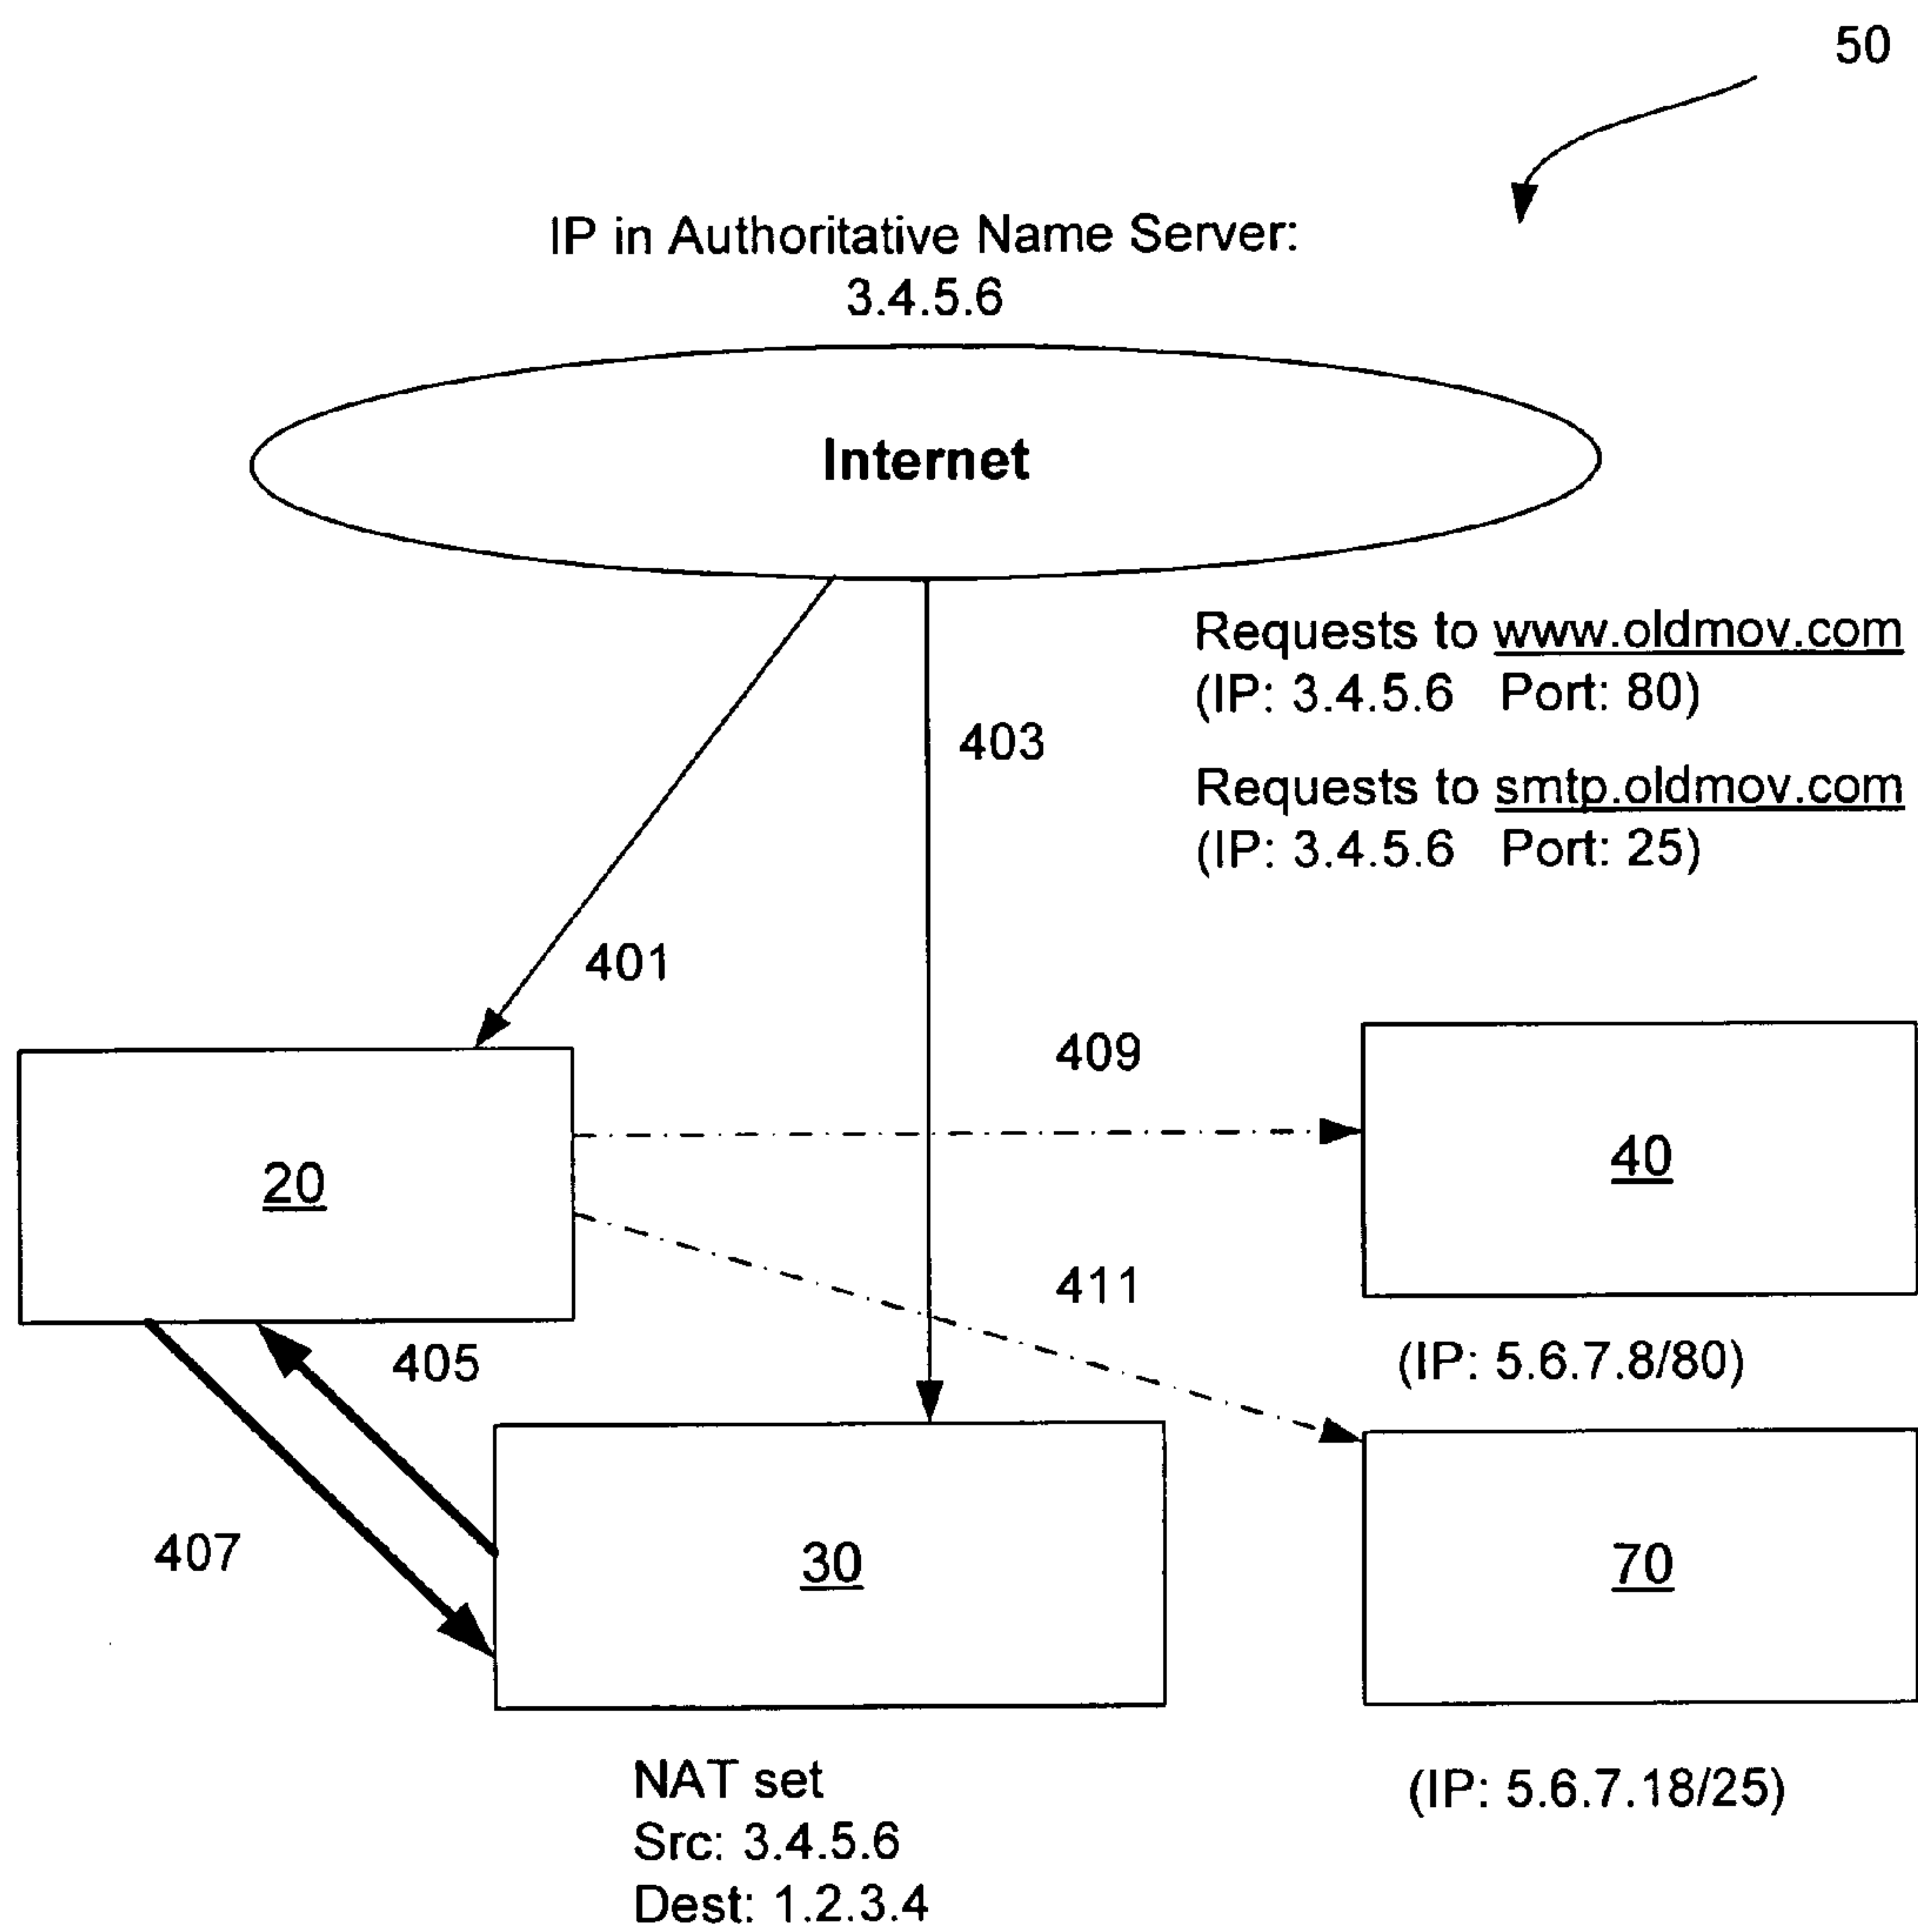 50
IP in Authoritative Name Server:
3.4.5.6
Internet
Requests to www.oldmov.com
(IP: 3.4.5.6 Port: 80)
403
Requests to smtp.oldmov.com
(IP: 3.4.5.6 Port: 25)
401
409
40
20
411
405
(IP: 5.6.7.8/80)
407
30
70
NAT set
Src: 3.4.5.6
Dest: 1.2.3.4
(IP: 5.6.7.18/25)